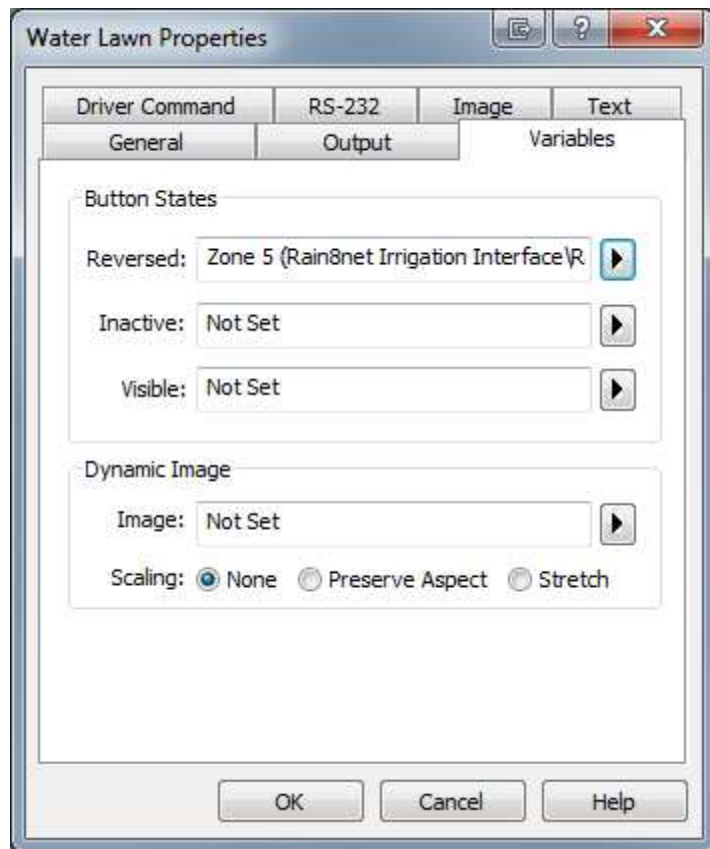 Water Lawn Properties
Driver Command RS-232 Image Text
General Output Variables
Button States
Reversed: Zone 5 (Rain8net Irrigation Interface\R
Inactive: Not Set
Visible: Not Set
Dynamic Image
Image: Not Set
Scaling: None Preserve Aspect Stretch
OK Cancel Help